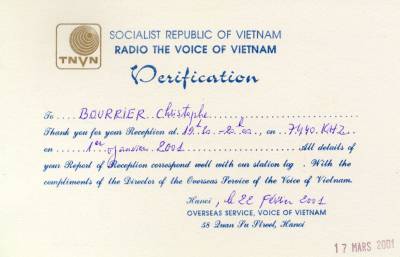 SOCIALIST REPUBLIC OF VIETNAM
TNVN
RADIO THE VOICE OF VIETNAM
Verification
To BOURRIER Christophe
Thank you for your Reception at 19h30 - 20h00, on 7440 KHZ
on 1er janvier 2001 All details of
your Report of Reception correspond well with our station log . With the
compliments of the Director of the Overseas Service of the Voice of Vietnam.
Hanoi , le 22 Février 2001
OVERSEAS SERVICE, VOICE OF VIETNAM
58 Quan Su Street, Hanoi
17 MARS 2001